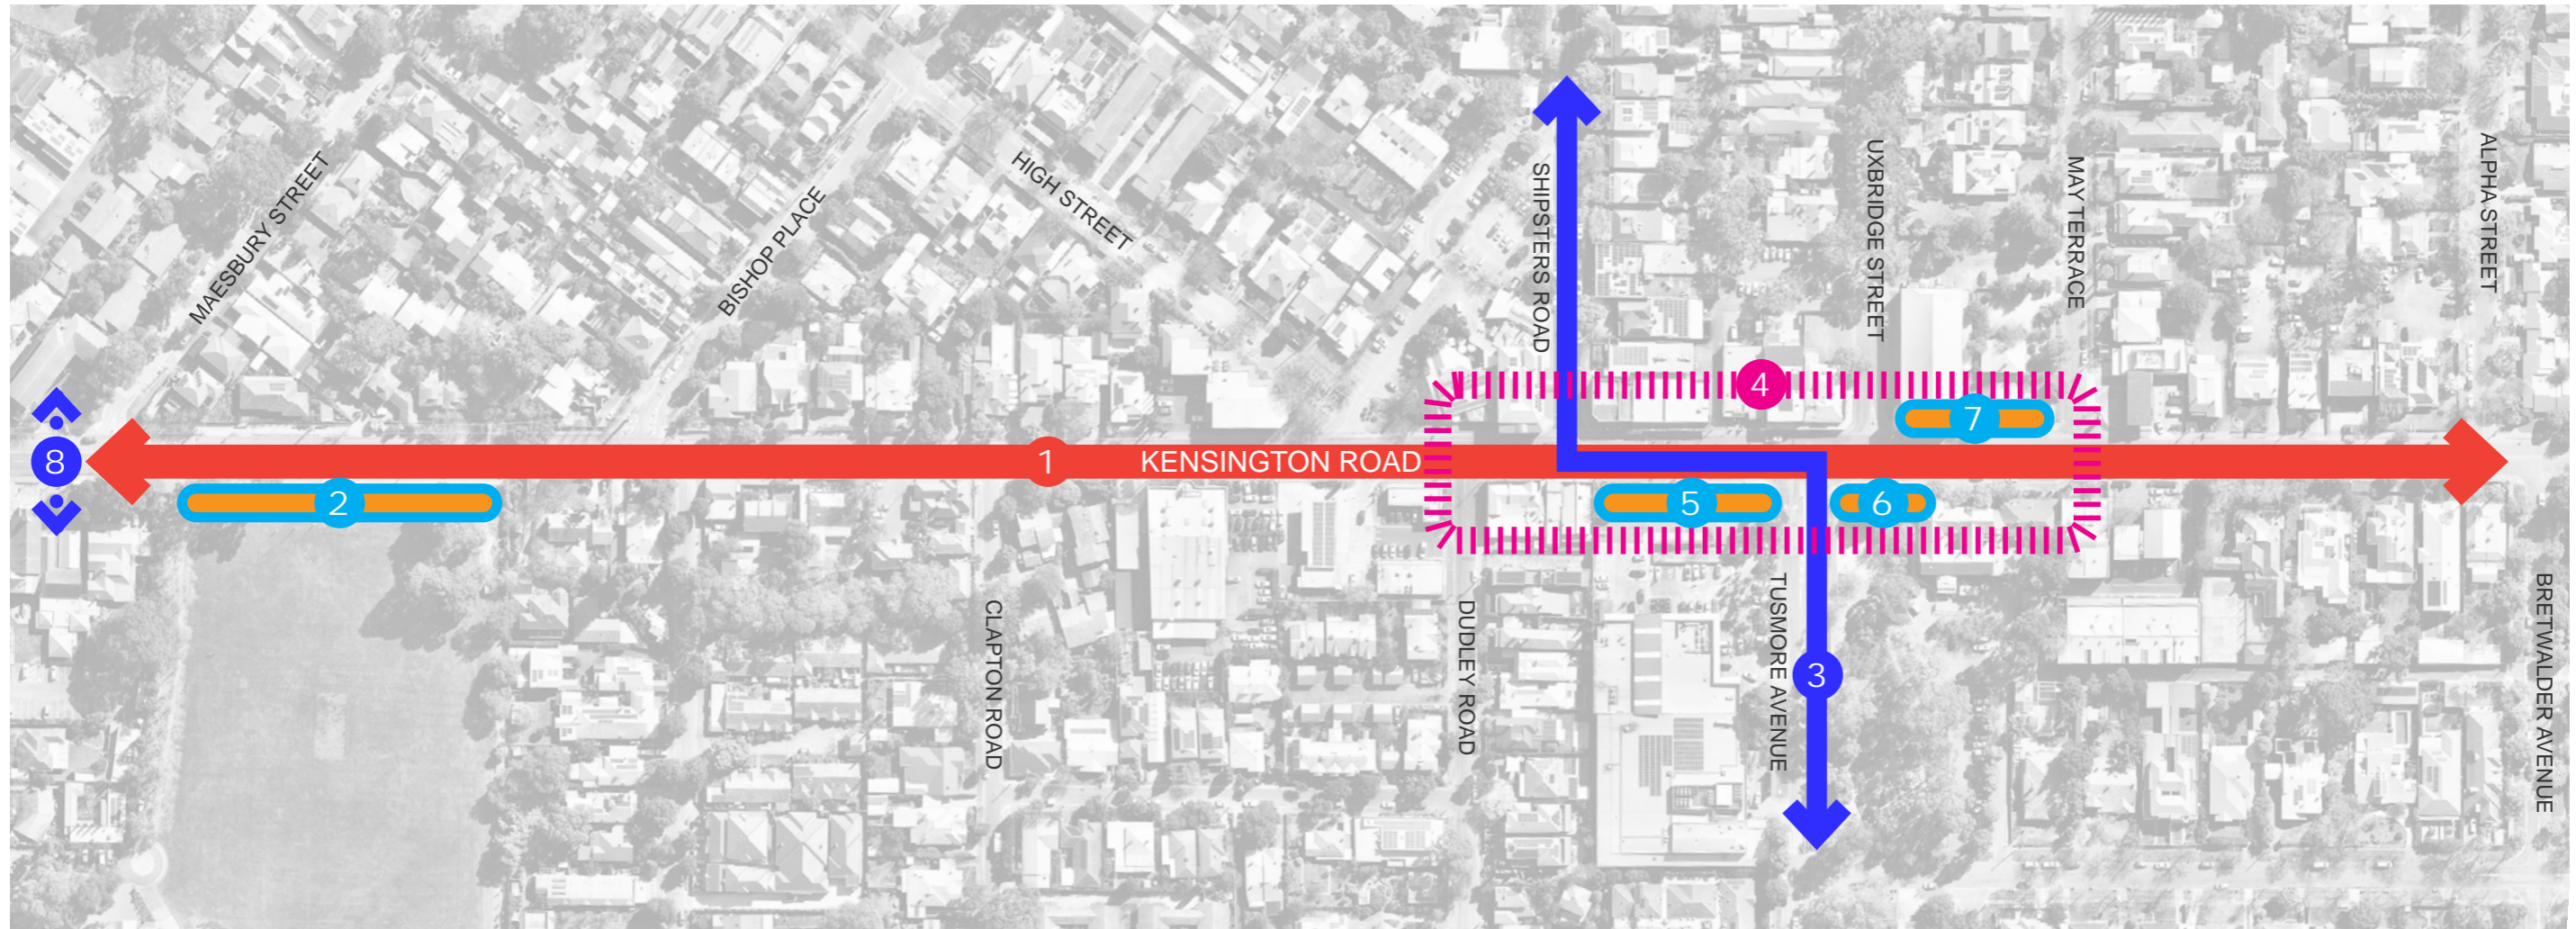 MAESBURY STREET
BISHOP PLACE
HIGH STREET
SHIPSTERS ROAD
UXBRIDGE STREET
MAY TERRACE
ALPHA STREET
4
7
8
1
KENSINGTON ROAD
2
5
6
CLAPTON ROAD
DUDLEY ROAD
TUSMORE AVENUE
3
BRETWALDER AVENUE